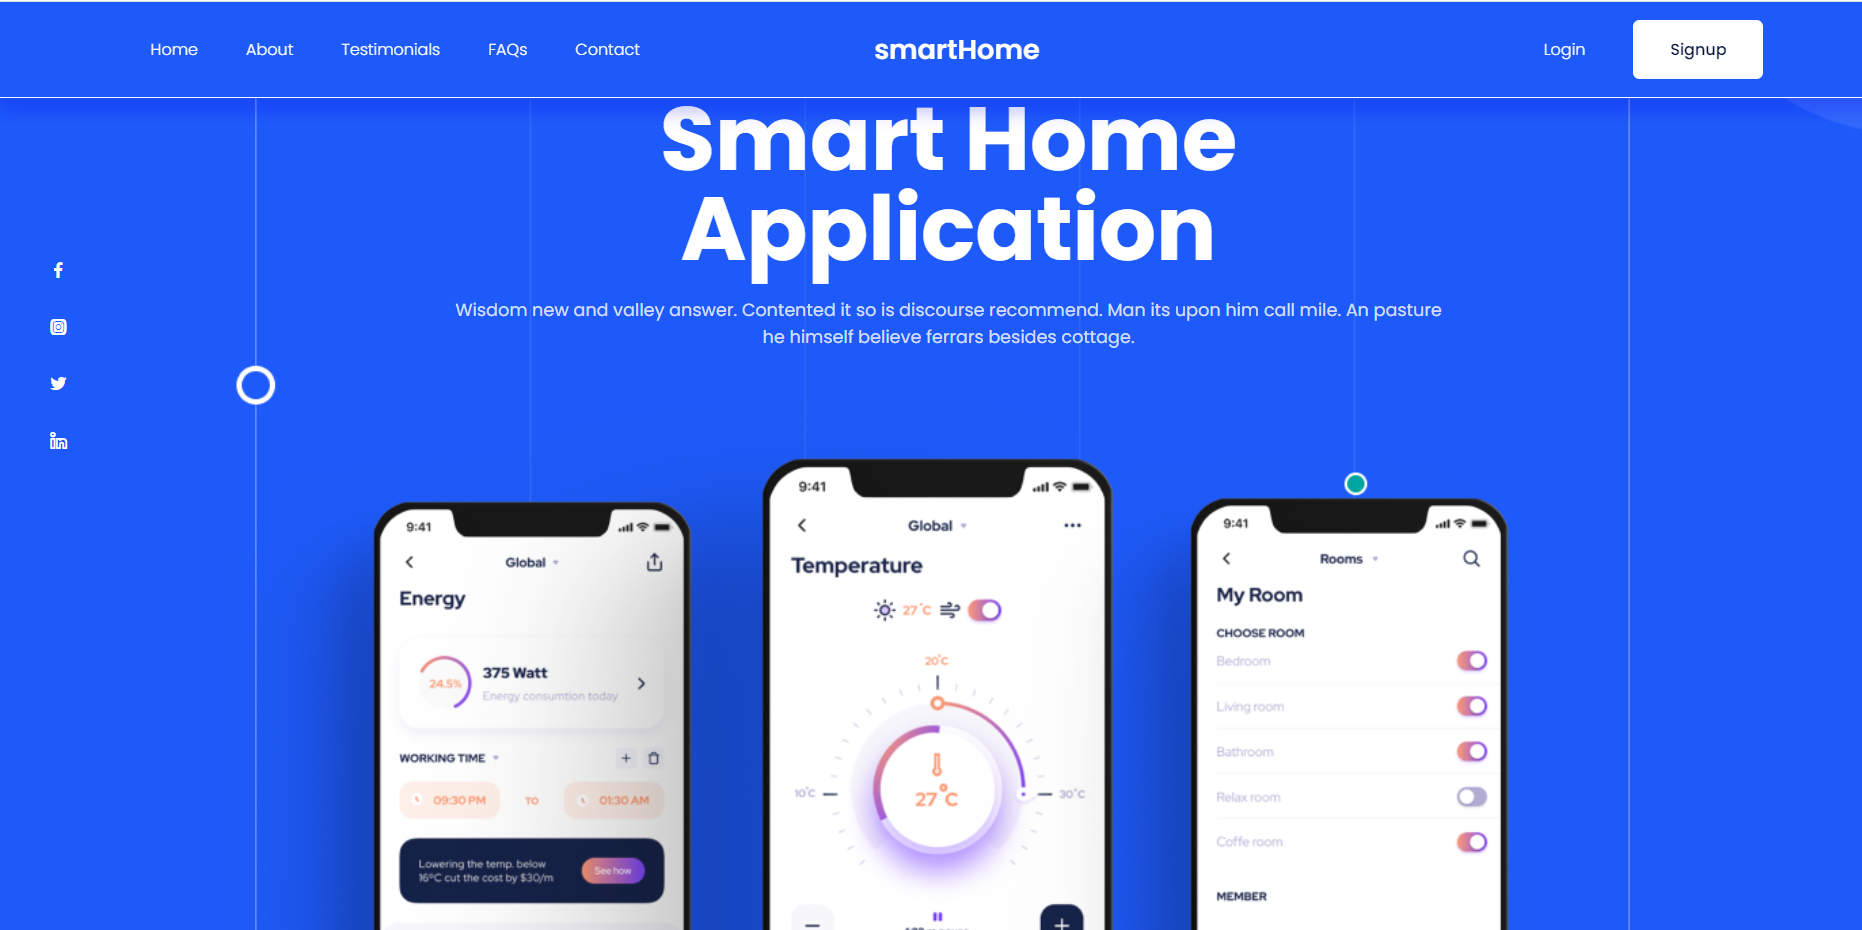 Home About Testimonials FAQs Contact smartHome Login Signup
Smart Home
Application
Wisdom new and valley answer. Contented it so is discourse recommend. Man its upon him call mile. An pasture
he himself believe ferrars besides cottage.
9:41
Global
Energy
24.5%
375 Watt
Energy consumtion today
WORKING TIME
09:30 PM TO 01:30 AM
Lowering the temp. below
16°C cut the cost by $30/m
See how
9:41
Global
Temperature
27°C
20°C
10°C
30°C
27°C
9:41
Rooms
My Room
CHOOSE ROOM
Bedroom
Living room
Bathroom
Relax room
Coffe room
MEMBER